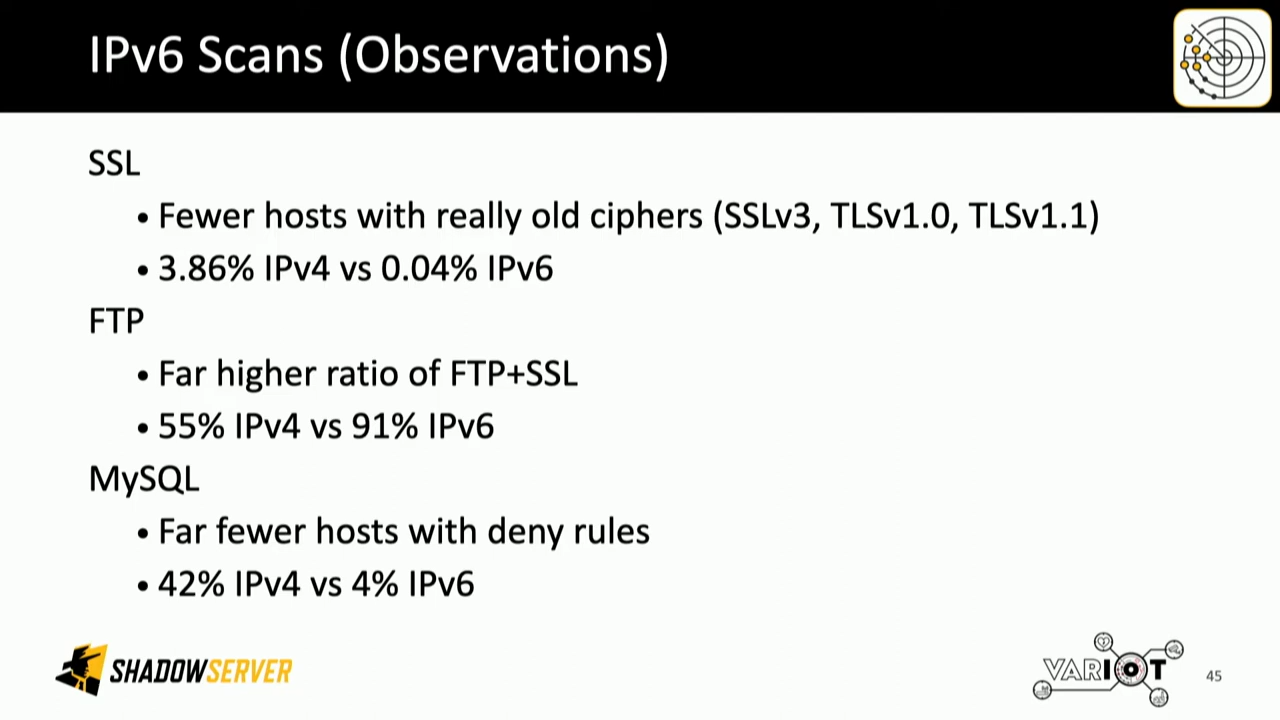 IPv6 Scans (Observations)
SSL
• Fewer hosts with really old ciphers (SSLv3, TLSv1.0, TLSv1.1)
• 3.86% IPv4 vs 0.04% IPv6
FTP
• Far higher ratio of FTP+SSL
• 55% IPv4 vs 91% IPv6
MySQL
• Far fewer hosts with deny rules
• 42% IPv4 vs 4% IPv6
SHADOWSERVER
VARIOT
45